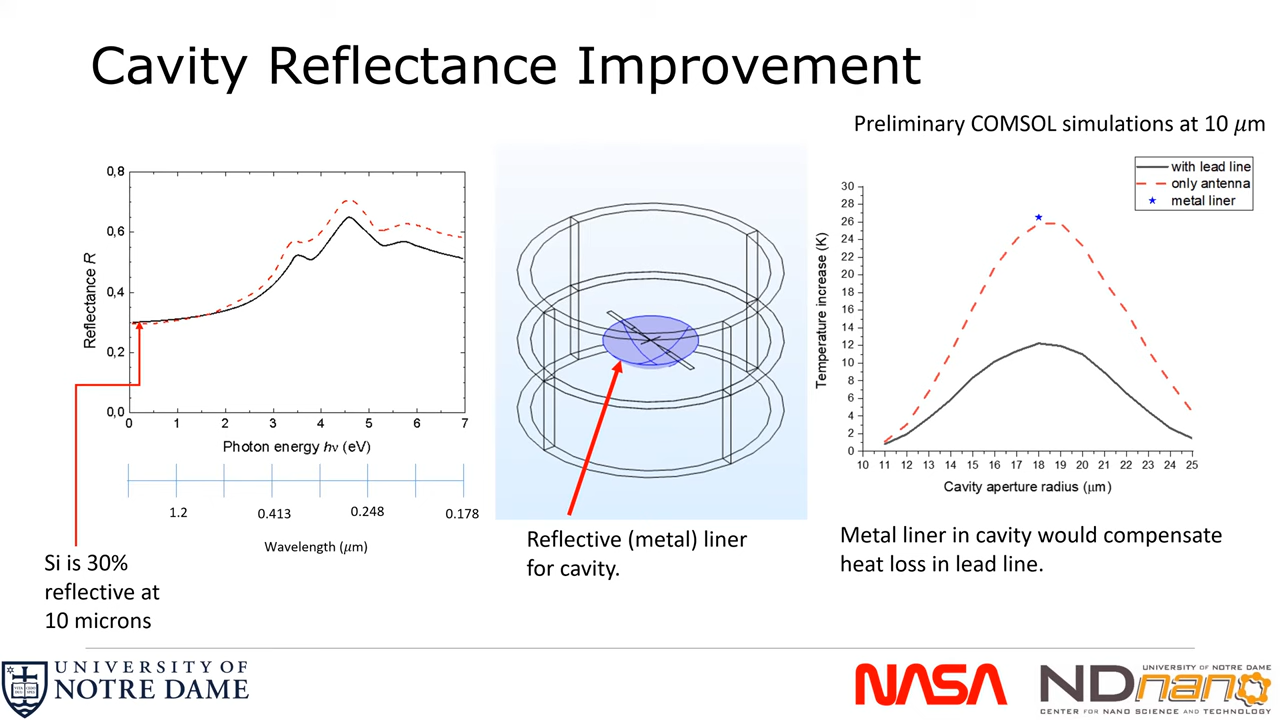 Cavity Reflectance Improvement
Preliminary COMSOL simulations at 10 𝜇m
0,8
0,6
0,4
0,2
0,0
Reflectance R
0 1 2 3 4 5 6 7
Photon energy hν (eV)
1.2 0.413 0.248 0.178
Wavelength (𝜇m)
Si is 30%
reflective at
10 microns
Reflective (metal) liner
for cavity.
with lead line
only antenna
metal liner
30
28
26
24
22
20
18
16
14
12
10
8
6
4
2
0
Temperature increase (K)
10 11 12 13 14 15 16 17 18 19 20 21 22 23 24 25
Cavity aperture radius (μm)
Metal liner in cavity would compensate
heat loss in lead line.
UNIVERSITY OF
NOTRE DAME
NASA
UNIVERSITY OF NOTRE DAME
NDnano
CENTER FOR NANO SCIENCE AND TECHNOLOGY